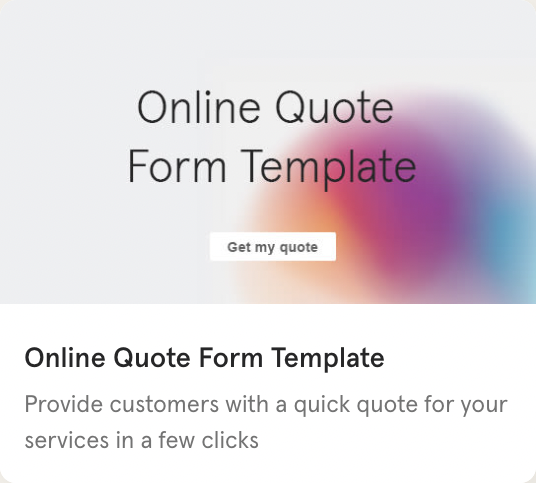 Online Quote
Form Template
Get my quote
Online Quote Form Template
Provide customers with a quick quote for your
services in a few clicks